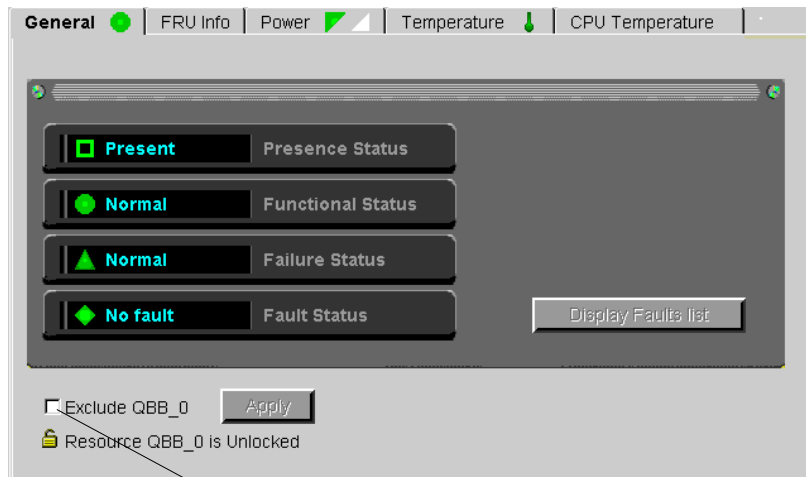 General FRU Info Power Temperature CPU Temperature
Present Presence Status
Normal Functional Status
Normal Failure Status
No fault Fault Status
Display Faults list
Exclude QBB_0 Apply
Resource QBB_0 is Unlocked